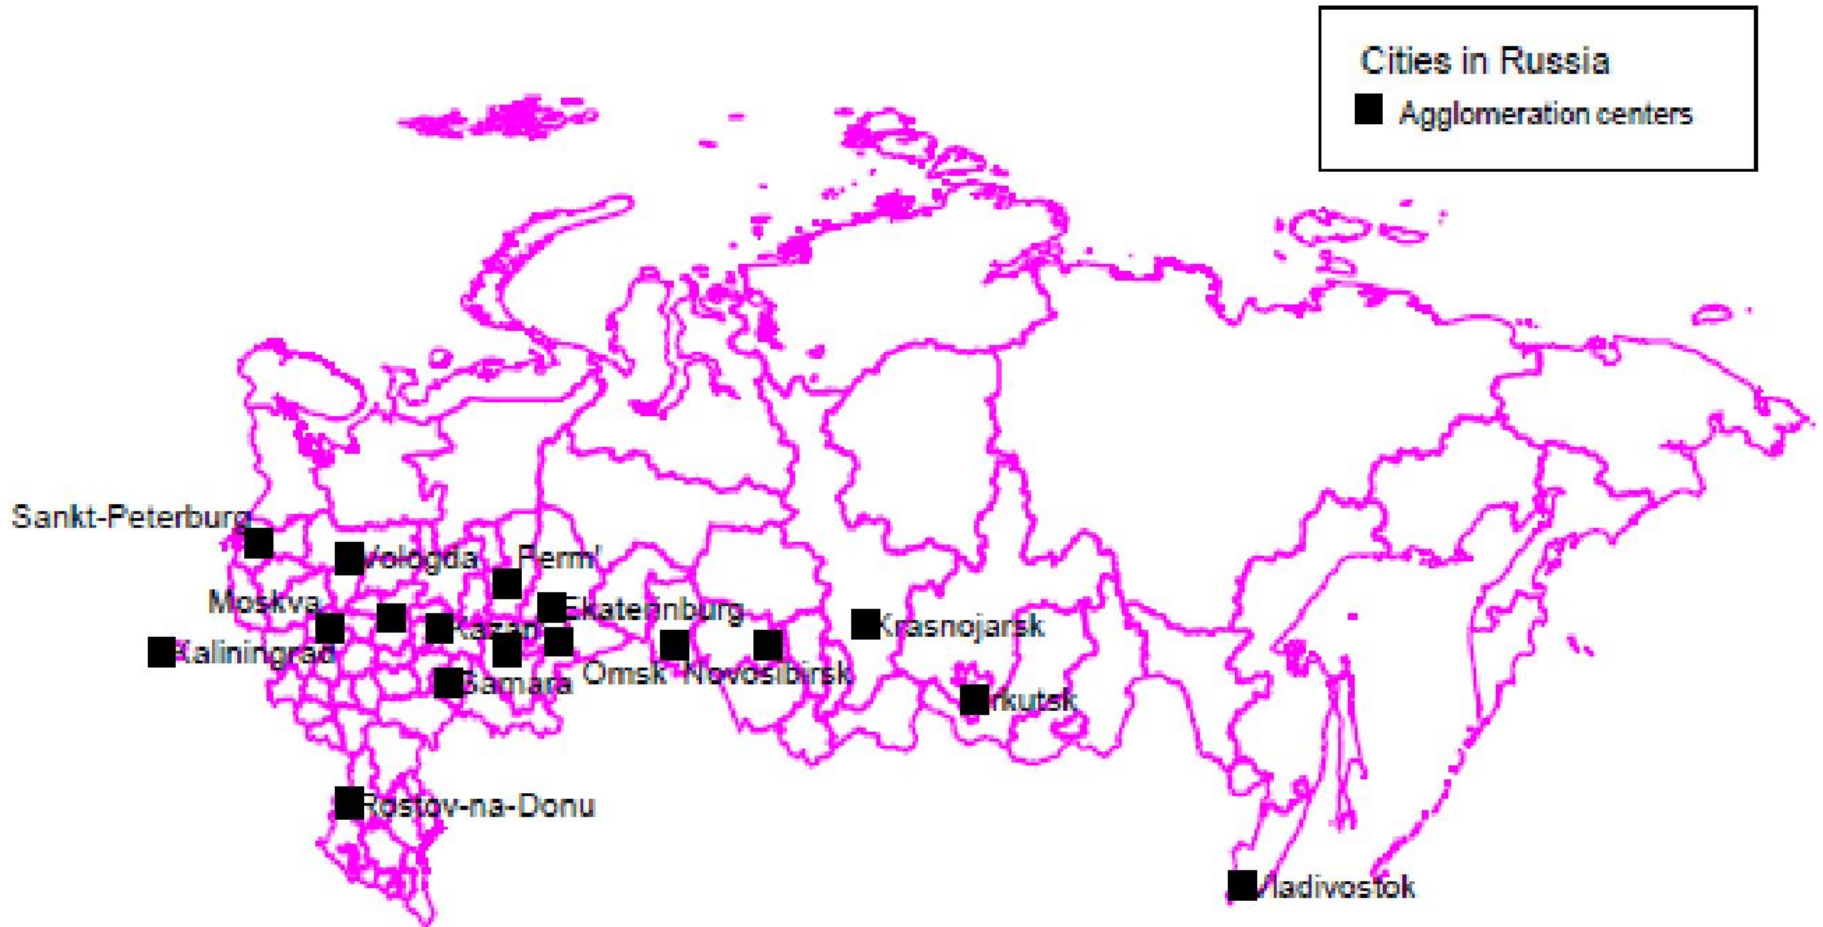 Cities in Russia
Agglomeration centers
Sankt-Peterburg
Vologda
Perm'
Moskva
Ekaterinburg
Kazan
Krasnojarsk
Kaliningrad
Omsk
Novosibirsk
Samara
Irkutsk
Rostov-na-Donu
Vladivostok